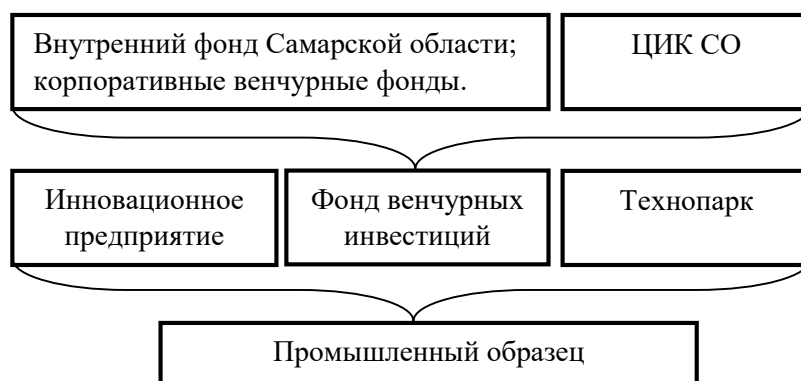 Внутренний фонд Самарской области;
корпоративные венчурные фонды.
ЦИК СО
Инновационное
предприятие
Фонд венчурных
инвестиций
Технопарк
Промышленный образец